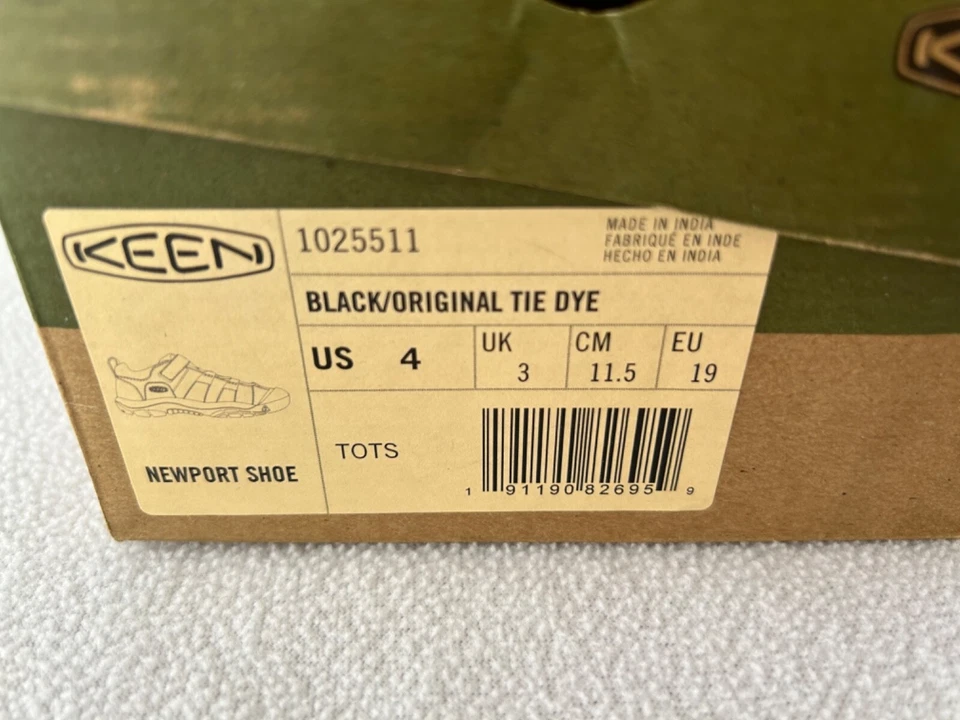 KEEN
1025511
MADE IN INDIA
FABRIQUÉ EN INDE
HECHO EN INDIA
BLACK/ORIGINAL TIE DYE
US 4
UK 3
CM 11.5
EU 19
NEWPORT SHOE
TOTS
1 91190 82695 9